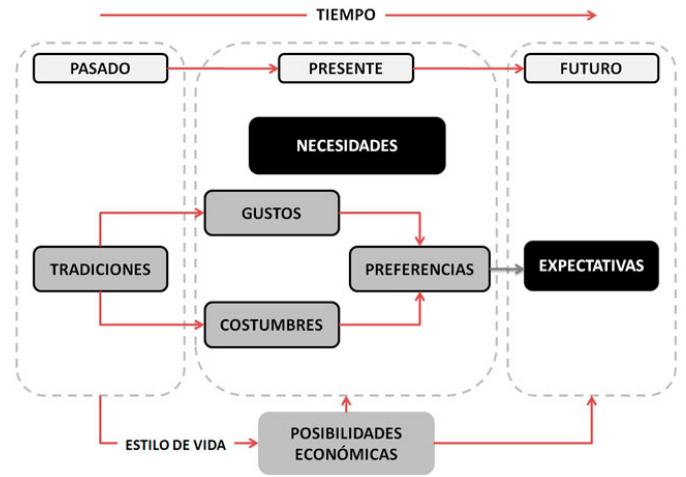 TIEMPO
PASADO
PRESENTE
FUTURO
NECESIDADES
GUSTOS
TRADICIONES
PREFERENCIAS
EXPECTATIVAS
COSTUMBRES
ESTILO DE VIDA
POSIBILIDADES
ECONÓMICAS